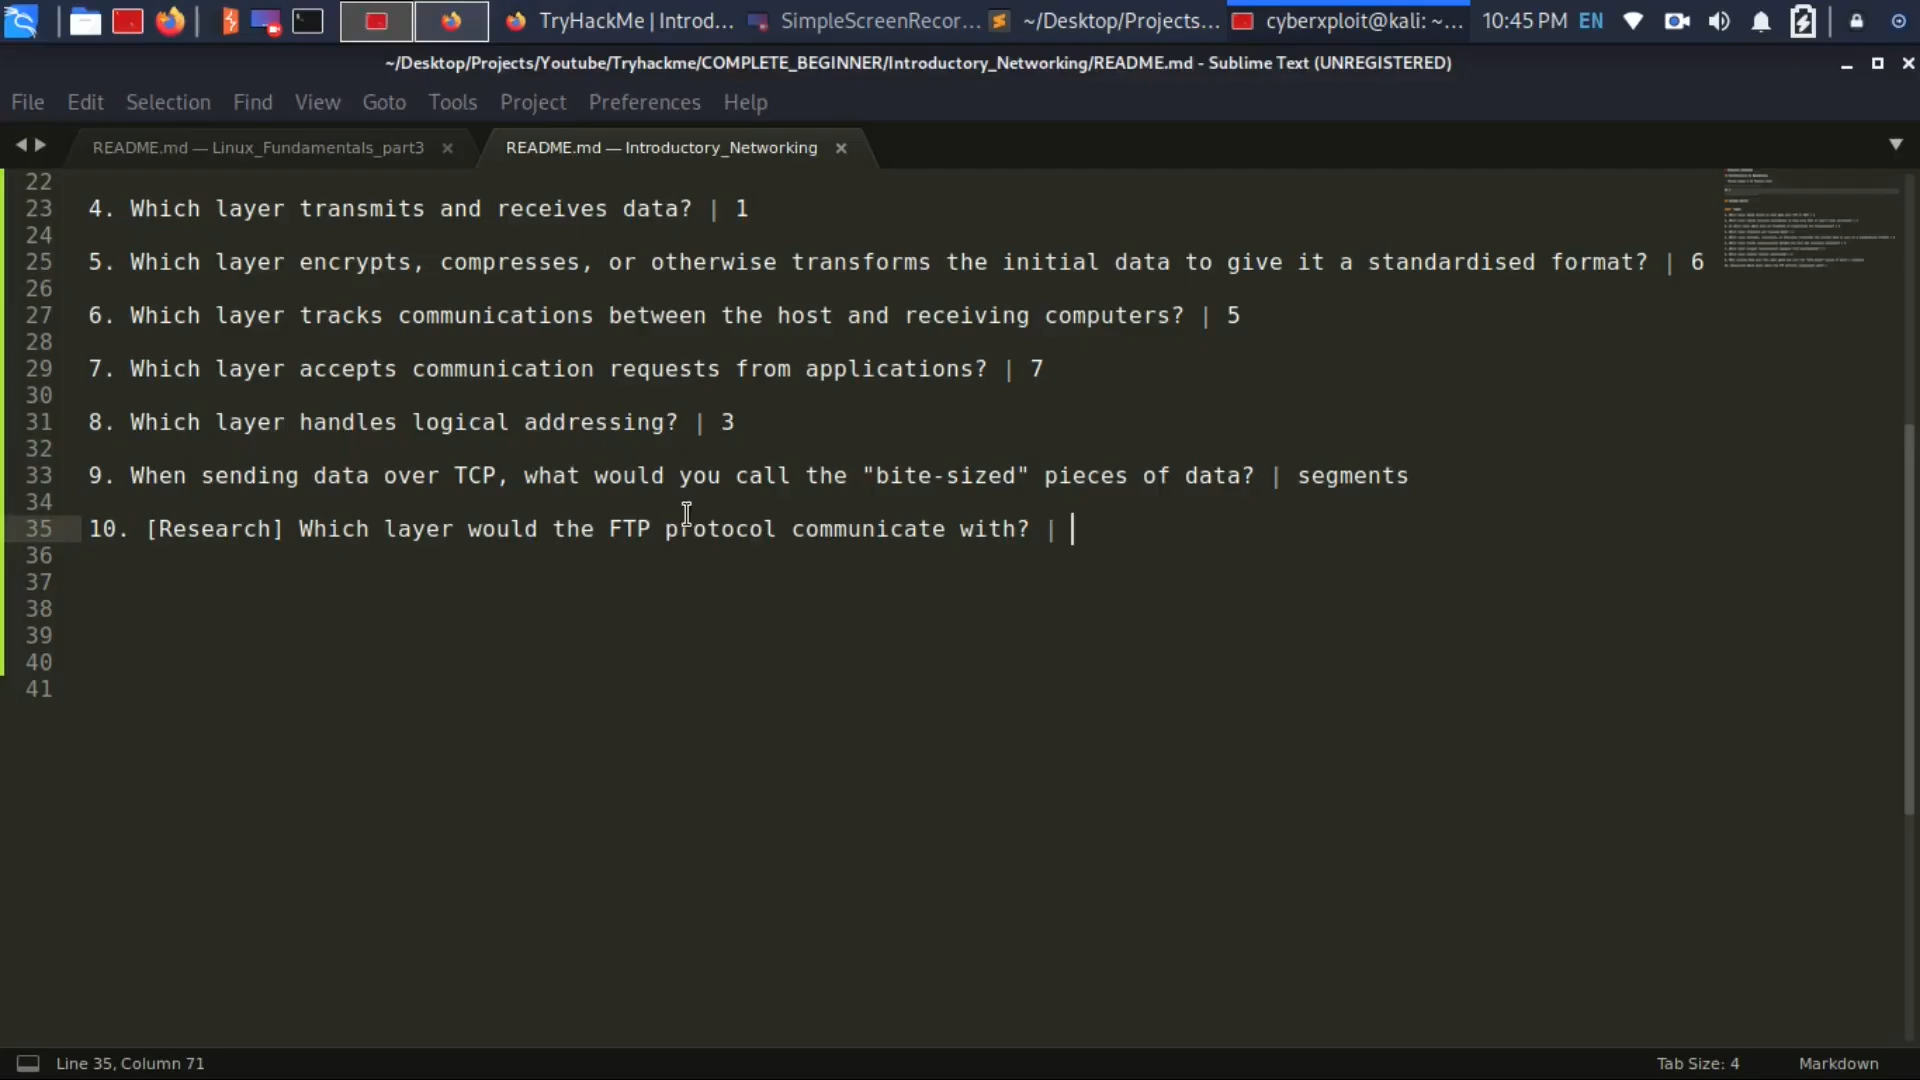 TryHackMe | Introd...
SimpleScreenRecor...
~/Desktop/Projects...
cyberxploit@kali: ~...
10:45 PM
EN
~/Desktop/Projects/Youtube/Tryhackme/COMPLETE_BEGINNER/Introductory_Networking/README.md - Sublime Text (UNREGISTERED)
File Edit Selection Find View Goto Tools Project Preferences Help
README.md — Linux_Fundamentals_part3
README.md — Introductory_Networking
22
23 4. Which layer transmits and receives data? | 1
24
25 5. Which layer encrypts, compresses, or otherwise transforms the initial data to give it a standardised format? | 6
26
27 6. Which layer tracks communications between the host and receiving computers? | 5
28
29 7. Which layer accepts communication requests from applications? | 7
30
31 8. Which layer handles logical addressing? | 3
32
33 9. When sending data over TCP, what would you call the "bite-sized" pieces of data? | segments
34
35 10. [Research] Which layer would the FTP protocol communicate with? |
36
37
38
39
40
41
Line 35, Column 71
Tab Size: 4
Markdown